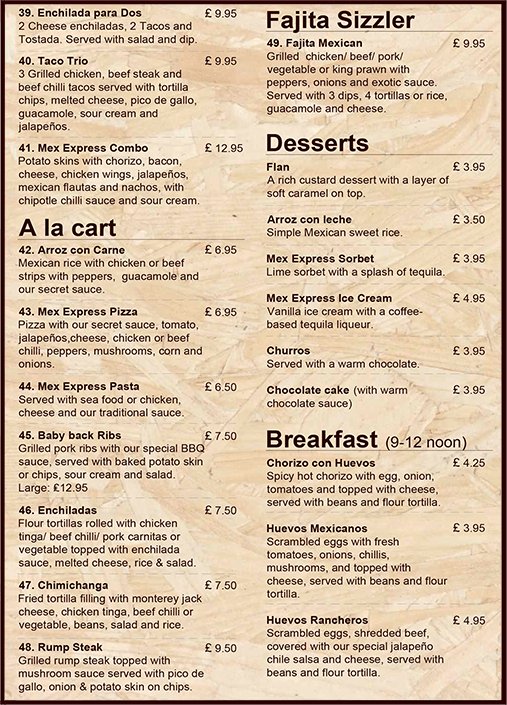 39. Enchilada para Dos £ 9.95
2 Cheese enchiladas, 2 Tacos and
Tostada. Served with salad and dip.
40. Taco Trio £ 9.95
3 Grilled chicken, beef steak and
beef chilli tacos served with tortilla
chips, melted cheese, pico de gallo,
guacamole, sour cream and
jalapeños.
41. Mex Express Combo £ 12.95
Potato skins with chorizo, bacon,
cheese, chicken wings, jalapeños,
mexican flautas and nachos, with
chipotle chilli sauce and sour cream.
A la cart
42. Arroz con Carne £ 6.95
Mexican rice with chicken or beef
strips with peppers, guacamole and
our secret sauce.
43. Mex Express Pizza £ 6.95
Pizza with our secret sauce, tomato,
jalapeños,cheese, chicken or beef
chilli, peppers, mushrooms, corn and
onions.
44. Mex Express Pasta £ 6.50
Served with sea food or chicken,
cheese and our traditional sauce.
45. Baby back Ribs £ 7.50
Grilled pork ribs with our special BBQ
sauce, served with baked potato skin
or chips, sour cream and salad.
Large: £12.95
46. Enchiladas £ 7.50
Flour tortillas rolled with chicken
tinga/ beef chilli/ pork carnitas or
vegetable topped with enchilada
sauce, melted cheese, rice & salad.
47. Chimichanga £ 7.50
Fried tortilla filling with monterey jack
cheese, chicken tinga, beef chilli or
vegetable, beans, salad and rice.
48. Rump Steak £ 9.50
Grilled rump steak topped with
mushroom sauce served with pico de
gallo, onion & potato skin on chips.
Fajita Sizzler
49. Fajita Mexican £ 9.95
Grilled chicken/ beef/ pork/
vegetable or king prawn with
peppers, onions and exotic sauce.
Served with 3 dips, 4 tortillas or rice,
guacamole and cheese.
Desserts
Flan £ 3.95
A rich custard dessert with a layer of
soft caramel on top.
Arroz con leche £ 3.50
Simple Mexican sweet rice.
Mex Express Sorbet £ 3.95
Lime sorbet with a splash of tequila.
Mex Express Ice Cream £ 4.95
Vanilla ice cream with a coffee-
based tequila liqueur.
Churros £ 3.95
Served with a warm chocolate.
Chocolate cake (with warm £ 3.95
chocolate sauce)
Breakfast (9-12 noon)
Chorizo con Huevos £ 4.25
Spicy hot chorizo with egg, onion,
tomatoes and topped with cheese,
served with beans and flour tortilla.
Huevos Mexicanos £ 3.95
Scrambled eggs with fresh
tomatoes, onions, chillis,
mushrooms, and topped with
cheese, served with beans and flour
tortilla.
Huevos Rancheros £ 4.95
Scrambled eggs, shredded beef,
covered with our special jalapeño
chile salsa and cheese, served with
beans and flour tortilla.